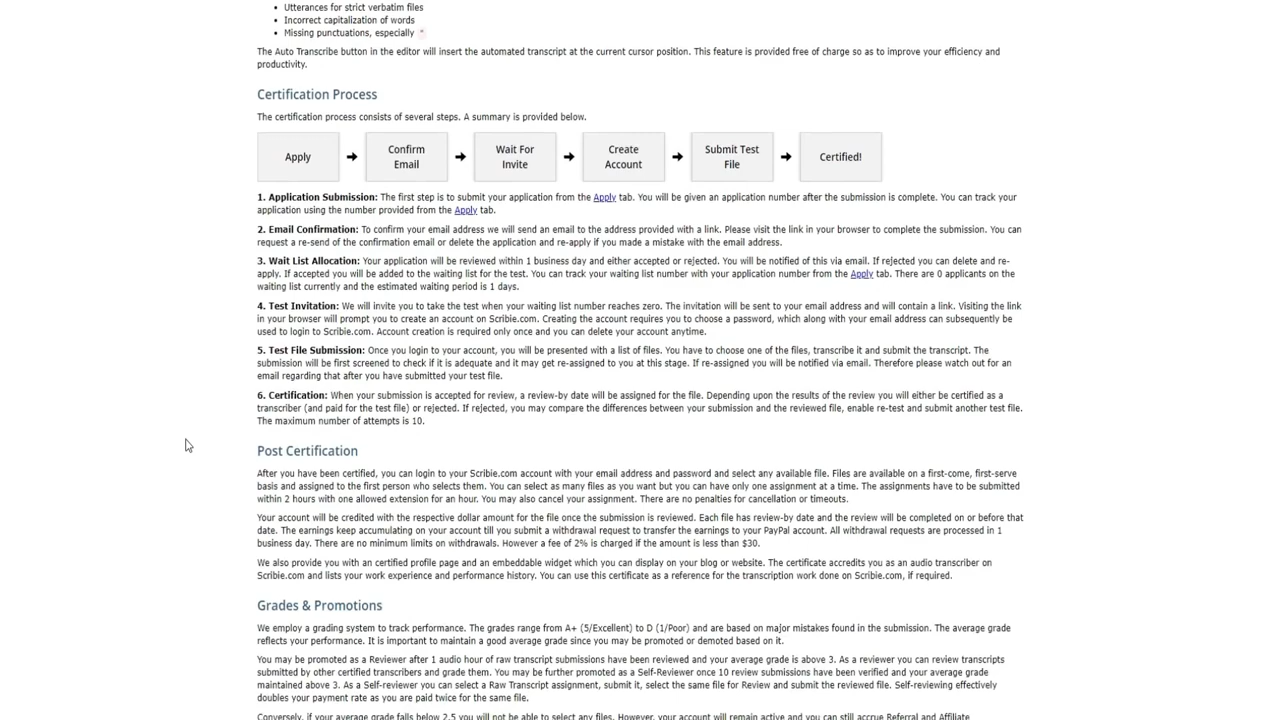 Utterances for strict verbatim files
Incorrect capitalization of words
Missing punctuations, especially "
The Auto Transcribe button in the editor will insert the automated transcript at the current cursor position. This feature is provided free of charge so as to improve your efficiency and
productivity.
Certification Process
The certification process consists of several steps. A summary is provided below.
Apply
Confirm
Email
Wait For
Invite
Create
Account
Submit Test
File
Certified!
1. Application Submission: The first step is to submit your application from the Apply tab. You will be given an application number after the submission is complete. You can track your
application using the number provided from the Apply tab.
2. Email Confirmation: To confirm your email address we will send an email to the address provided with a link. Please visit the link in your browser to complete the submission. You can
request a re-send of the confirmation email or delete the application and re-apply if you made a mistake with the email address.
3. Wait List Allocation: Your application will be reviewed within 1 business day and either accepted or rejected. You will be notified of this via email. If rejected you can delete and re-
apply. If accepted you will be added to the waiting list for the test. You can track your waiting list number with your application number from the Apply tab. There are 0 applicants on the
waiting list currently and the estimated waiting period is 1 days.
4. Test Invitation: We will invite you to take the test when your waiting list number reaches zero. The invitation will be sent to your email address and will contain a link. Visiting the link
in your browser will prompt you to create an account on Scribie.com. Creating the account requires you to choose a password, which along with your email address can subsequently be
used to login to Scribie.com. Account creation is required only once and you can delete your account anytime.
5. Test File Submission: Once you login to your account, you will be presented with a list of files. You have to choose one of the files, transcribe it and submit the transcript. The
submission will be first screened to check if it is adequate and it may get re-assigned to you at this stage. If re-assigned you will be notified via email. Therefore please watch out for an
email regarding that after you have submitted your test file.
6. Certification: When your submission is accepted for review, a review-by date will be assigned for the file. Depending upon the results of the review you will either be certified as a
transcriber (and paid for the test file) or rejected. If rejected, you may compare the differences between your submission and the reviewed file, enable re-test and submit another test file.
The maximum number of attempts is 10.
Post Certification
After you have been certified, you can login to your Scribie.com account with your email address and password and select any available file. Files are available on a first-come, first-serve
basis and assigned to the first person who selects them. You can select as many files as you want but you can have only one assignment at a time. The assignments have to be submitted
within 2 hours with one allowed extension for an hour. You may also cancel your assignment. There are no penalties for cancellation or timeouts.
Your account will be credited with the respective dollar amount for the file once the submission is reviewed. Each file has review-by date and the review will be completed on or before that
date. The earnings keep accumulating on your account till you submit a withdrawal request to transfer the earnings to your PayPal account. All withdrawal requests are processed in 1
business day. There are no minimum limits on withdrawals. However a fee of 2% is charged if the amount is less than $30.
We also provide you with an certified profile page and an embeddable widget which you can display on your blog or website. The certificate accredits you as an audio transcriber on
Scribie.com and lists your work experience and performance history. You can use this certificate as a reference for the transcription work done on Scribie.com, if required.
Grades & Promotions
We employ a grading system to track performance. The grades range from A+ (5/Excellent) to D (1/Poor) and are based on major mistakes found in the submission. The average grade
reflects your performance. It is important to maintain a good average grade since you may be promoted or demoted based on it.
You may be promoted as a Reviewer after 1 audio hour of raw transcript submissions have been reviewed and your average grade is above 3. As a reviewer you can review transcripts
submitted by other certified transcribers and grade them. You may be further promoted as a Self-Reviewer once 10 review submissions have been verified and your average grade
maintained above 3. As a Self-reviewer you can select a Raw Transcript assignment, submit it, select the same file for Review and submit the reviewed file. Self-reviewing effectively
doubles your payment rate as you are paid twice for the same file.
Conversely, if your average grade falls below 2.5 you will not be able to select any files. However, your account will remain active and you can still accrue Referral and Affiliate